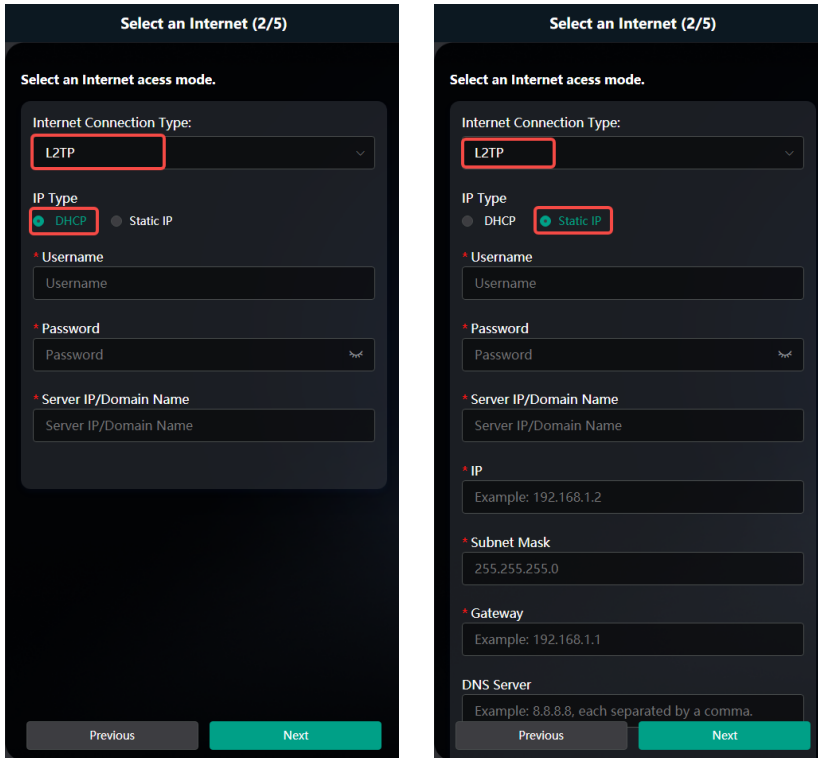 Select an Internet (2/5)
Select an Internet acess mode.
Internet Connection Type:
L2TP
IP Type
DHCP Static IP
* Username
Username
* Password
Password
* Server IP/Domain Name
Server IP/Domain Name
Previous Next
Select an Internet (2/5)
Select an Internet acess mode.
Internet Connection Type:
L2TP
IP Type
DHCP Static IP
* Username
Username
* Password
Password
* Server IP/Domain Name
Server IP/Domain Name
* IP
Example: 192.168.1.2
* Subnet Mask
255.255.255.0
* Gateway
Example: 192.168.1.1
DNS Server
Example: 8.8.8.8, each separated by a comma.
Previous Next